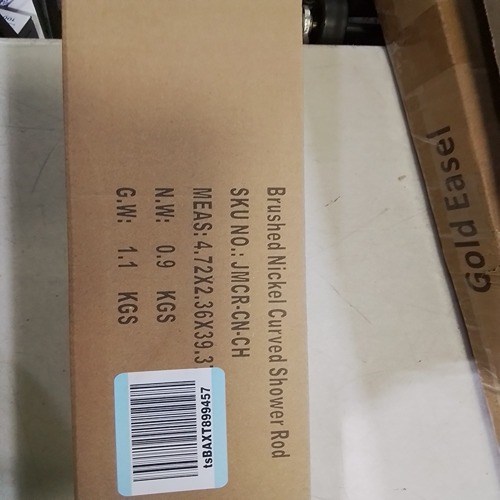 Brushed Nickel Curved Shower Rod
SKU NO.: JMCR-CN-CH
MEAS: 4.72X2.36X39.3
N.W: 0.9 KGS
G.W: 1.1 KGS
tsBAXT899457
Gold Easel